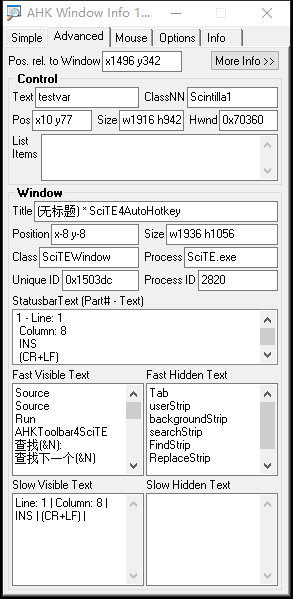 AHK Window Info 1...
Simple Advanced Mouse Options Info
Pos. rel. to Window x1496 y342 More Info >>
Control
Text testvar ClassNN Scintilla1
Pos x10 y77 Size w1916 h942 Hwnd 0x70360
List
Items
Window
Title (无标题) * SciTE4AutoHotkey
Position x-8 y-8 Size w1936 h1056
Class SciTEWindow Process SciTE.exe
Unique ID 0x1503dc Process ID 2820
StatusbarText (Part# - Text)
1 - Line: 1
Column: 8
INS
(CR+LF)
Fast Visible Text Fast Hidden Text
Source Tab
Source userStrip
Run backgroundStrip
AHKToolbar4SciTE searchStrip
查找(&N): FindStrip
查找下一个(&N) ReplaceStrip
Slow Visible Text Slow Hidden Text
Line: 1 | Column: 8 |
INS | (CR+LF) |